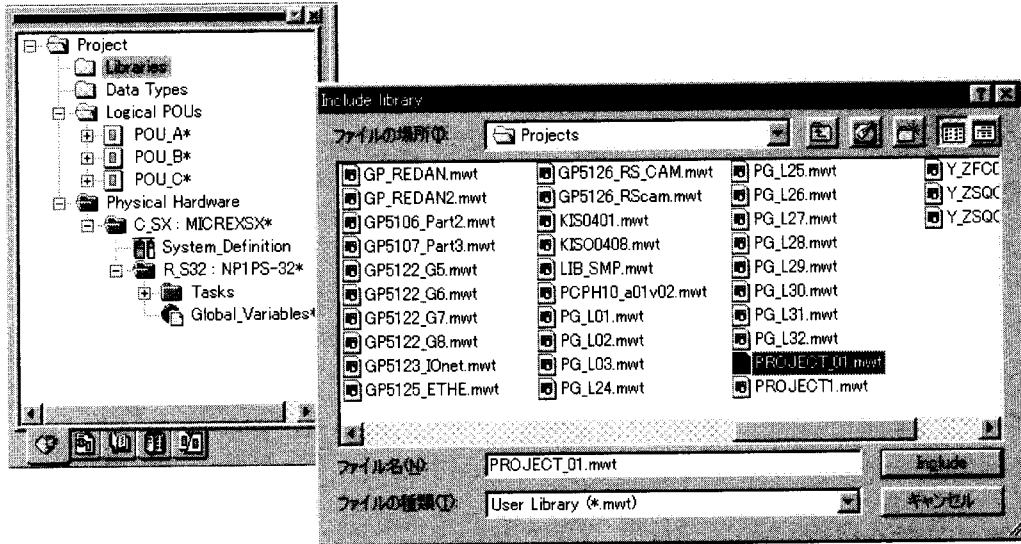 Project
Libraries
Data Types
Logical POUs
POU_A*
POU_B*
POU_C*
Physical Hardware
C_SX : MICREXSX*
System_Definition
R_S32 : NP1PS-32*
Tasks
Global_Variables*
Include library
ファイルの場所(I): Projects
GP_REDAN.mwt
GP_REDAN2.mwt
GP5106_Part2.mwt
GP5107_Part3.mwt
GP5122_G5.mwt
GP5122_G6.mwt
GP5122_G7.mwt
GP5122_G8.mwt
GP5123_IOnet.mwt
GP5125_ETHE.mwt
GP5126_RS_CAM.mwt
GP5126_RScam.mwt
KIS0401.mwt
KISO0408.mwt
LIB_SMP.mwt
PCPH10_a01v02.mwt
PG_L01.mwt
PG_L02.mwt
PG_L03.mwt
PG_L24.mwt
PG_L25.mwt
PG_L26.mwt
PG_L27.mwt
PG_L28.mwt
PG_L29.mwt
PG_L30.mwt
PG_L31.mwt
PG_L32.mwt
PROJECT_01.mwt
PROJECT1.mwt
Y_ZFCD
Y_ZSQC
Y_ZSQC
ファイル名(N): PROJECT_01.mwt
Include
ファイルの種類(T): User Library (*.mwt)
キャンセル